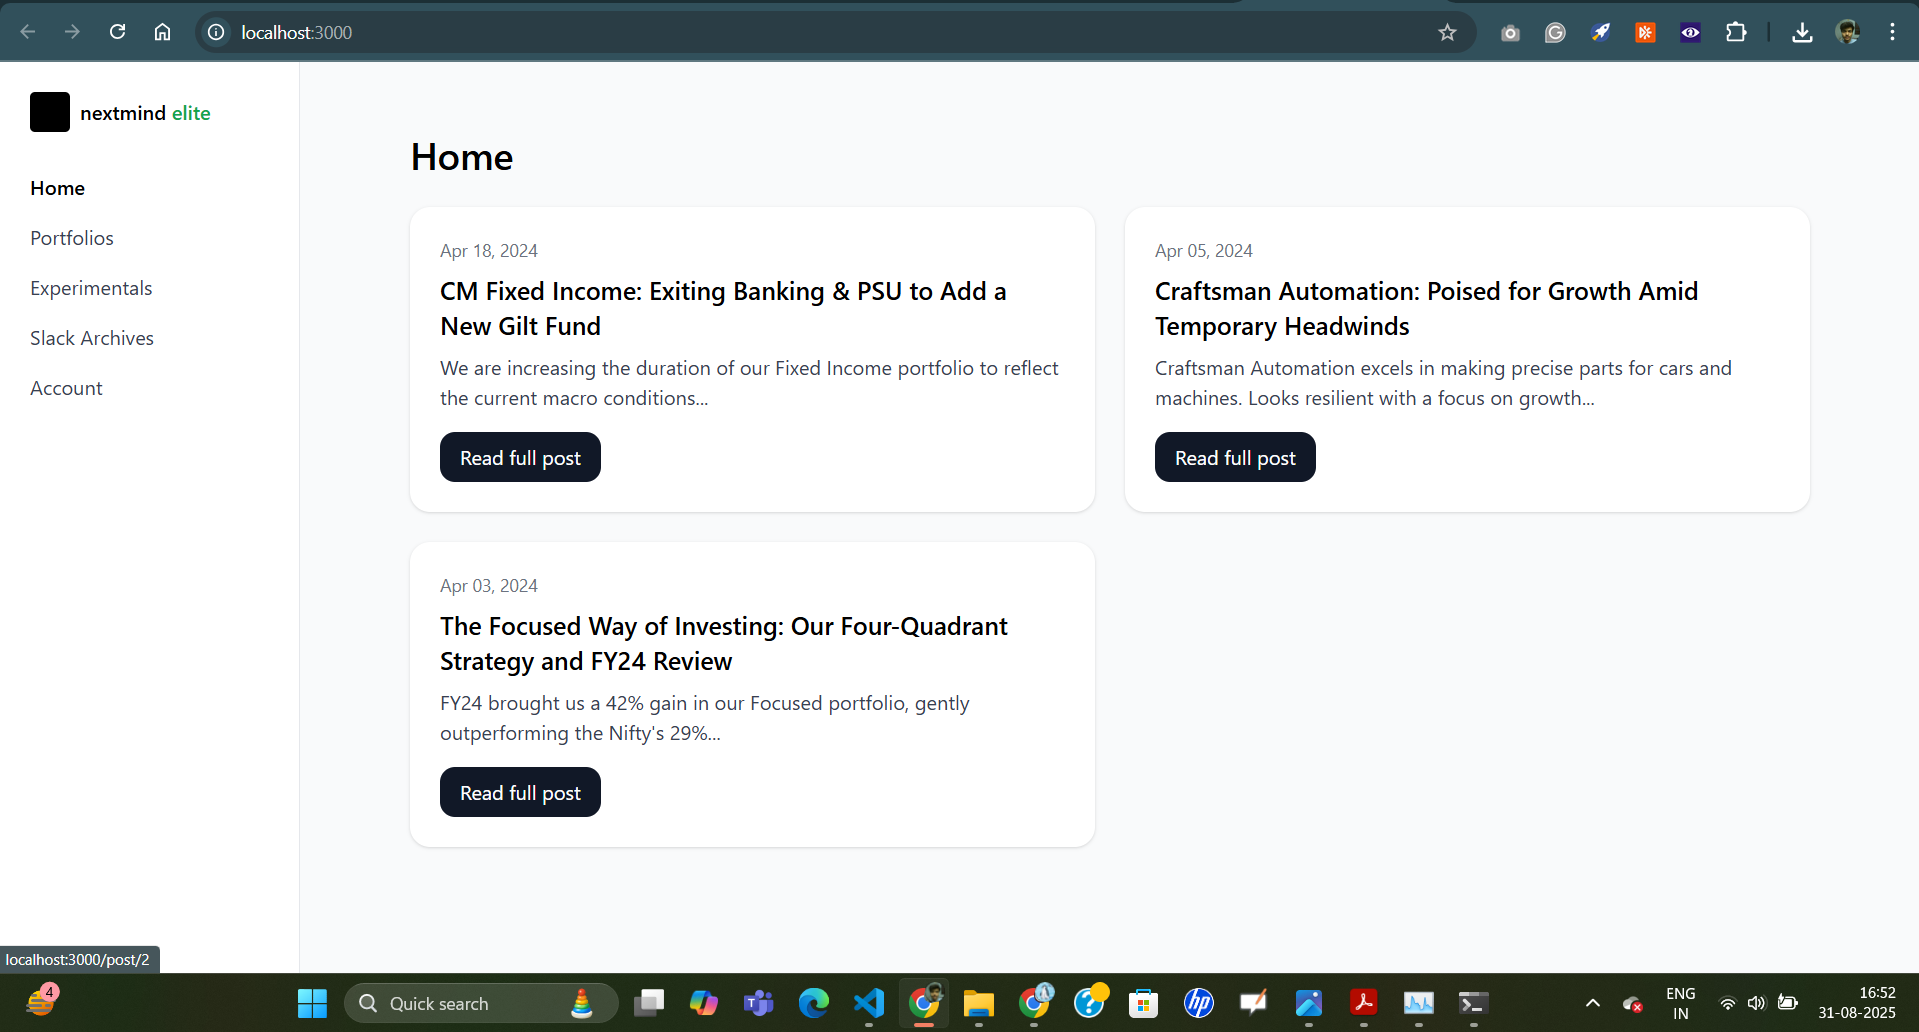 localhost:3000
nextmind elite
Home
Portfolios
Experimentals
Slack Archives
Account
Home
Apr 18, 2024
CM Fixed Income: Exiting Banking & PSU to Add a
New Gilt Fund
We are increasing the duration of our Fixed Income portfolio to reflect
the current macro conditions...
Read full post
Apr 05, 2024
Craftsman Automation: Poised for Growth Amid
Temporary Headwinds
Craftsman Automation excels in making precise parts for cars and
machines. Looks resilient with a focus on growth...
Read full post
Apr 03, 2024
The Focused Way of Investing: Our Four-Quadrant
Strategy and FY24 Review
FY24 brought us a 42% gain in our Focused portfolio, gently
outperforming the Nifty's 29%...
Read full post
localhost:3000/post/2
4
Quick search
T
hp
ENG
IN
16:52
31-08-2025